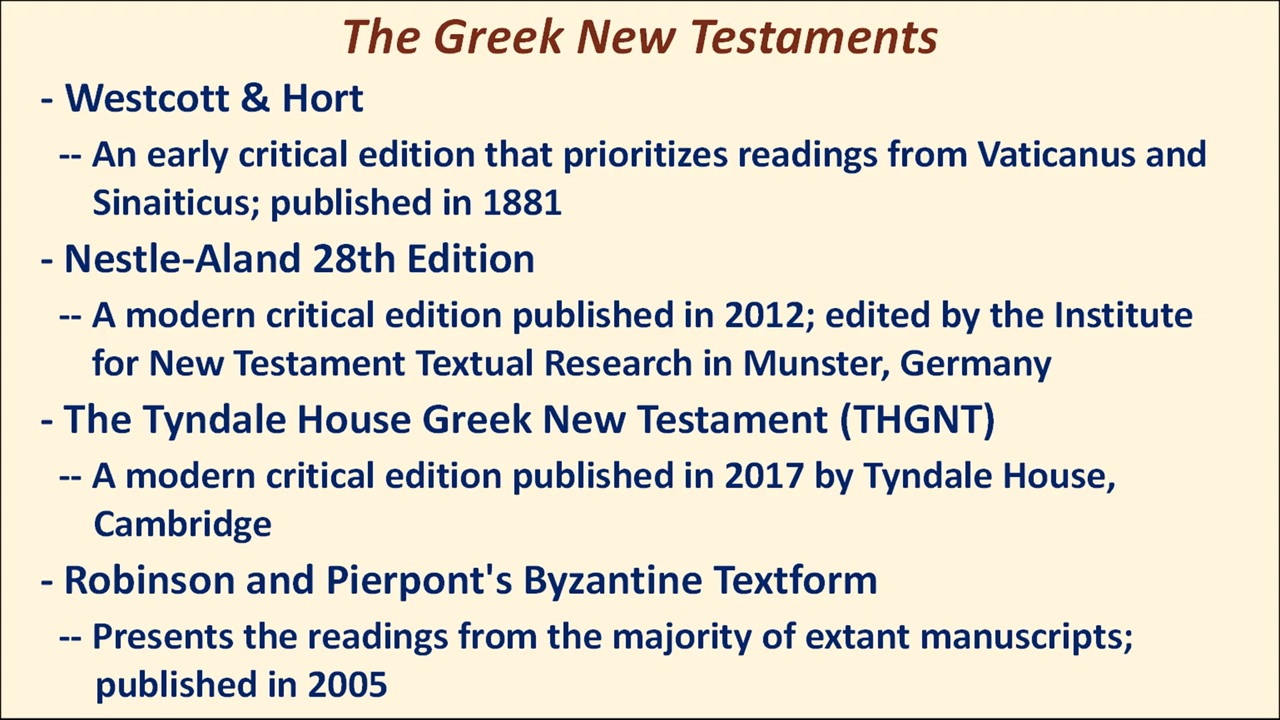 The Greek New Testaments
- Westcott & Hort
-- An early critical edition that prioritizes readings from Vaticanus and
Sinaiticus; published in 1881
- Nestle-Aland 28th Edition
-- A modern critical edition published in 2012; edited by the Institute
for New Testament Textual Research in Munster, Germany
- The Tyndale House Greek New Testament (THGNT)
-- A modern critical edition published in 2017 by Tyndale House,
Cambridge
- Robinson and Pierpont's Byzantine Textform
-- Presents the readings from the majority of extant manuscripts;
published in 2005